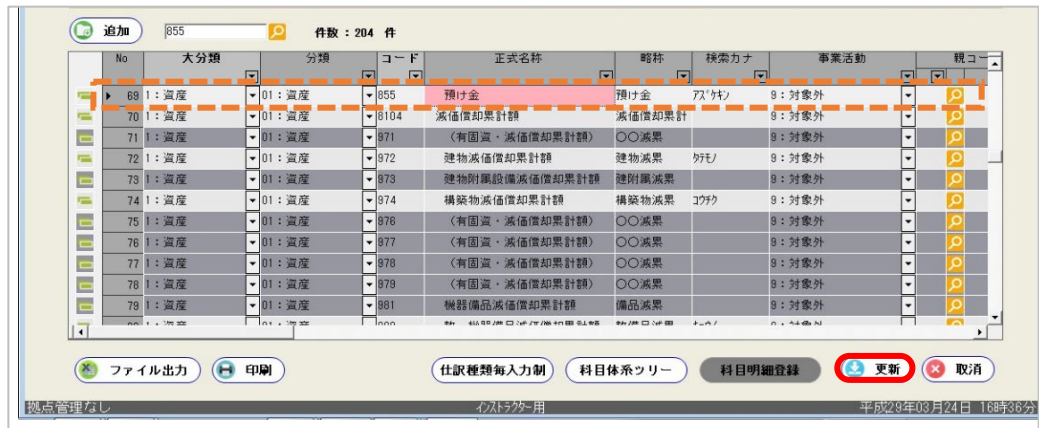 追加 855 件数：204 件
No 大分類 分類 コード 正式名称 略称 検索カナ 事業活動 親コー
69 1：資産 01：資産 855 預け金 預け金 ｱｽﾞｹｷﾝ 9：対象外
70 1：資産 01：資産 8104 減価償却累計額 減価償却累計 9：対象外
71 1：資産 01：資産 971 （有固資・減価償却累計額） 〇〇減累 9：対象外
72 1：資産 01：資産 972 建物減価償却累計額 建物減累 ﾀﾃﾓﾉ 9：対象外
73 1：資産 01：資産 973 建物附属設備減価償却累計額 建附属減累 9：対象外
74 1：資産 01：資産 974 構築物減価償却累計額 構築物減累 ｺｳﾁｸ 9：対象外
75 1：資産 01：資産 976 （有固資・減価償却累計額） 〇〇減累 9：対象外
76 1：資産 01：資産 977 （有固資・減価償却累計額） 〇〇減累 9：対象外
77 1：資産 01：資産 978 （有固資・減価償却累計額） 〇〇減累 9：対象外
78 1：資産 01：資産 979 （有固資・減価償却累計額） 〇〇減累 9：対象外
79 1：資産 01：資産 981 機器備品減価償却累計額 備品減累 9：対象外
ファイル出力 印刷 仕訳種類毎入力制 科目体系ツリー 科目明細登録 更新 取消
拠点管理なし ｲﾝｽﾄﾗｸﾀｰ用 平成29年03月24日 16時36分